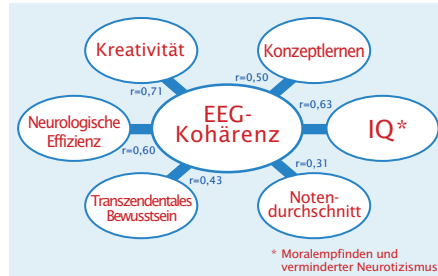 Kreativität
Konzeptlernen
r=0,71
r=0,50
EEG-
Kohärenz
r=0,63
Neurologische
Effizienz
IQ*
r=0,60
r=0,43
r=0,31
Transzendentales
Bewusstsein
Noten-
durchschnitt
* Moralempfinden und
verminderter Neurotizismus